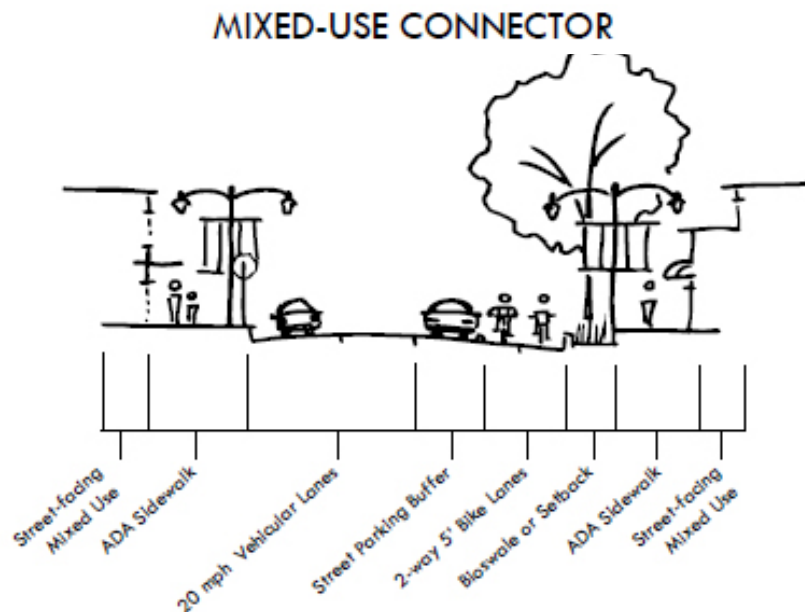 MIXED-USE CONNECTOR
Street-facing
Mixed Use
ADA Sidewalk
20 mph Vehicular Lanes
Street Parking Buffer
2-way 5' Bike Lanes
Bioswale or Setback
ADA Sidewalk
Street-facing
Mixed Use